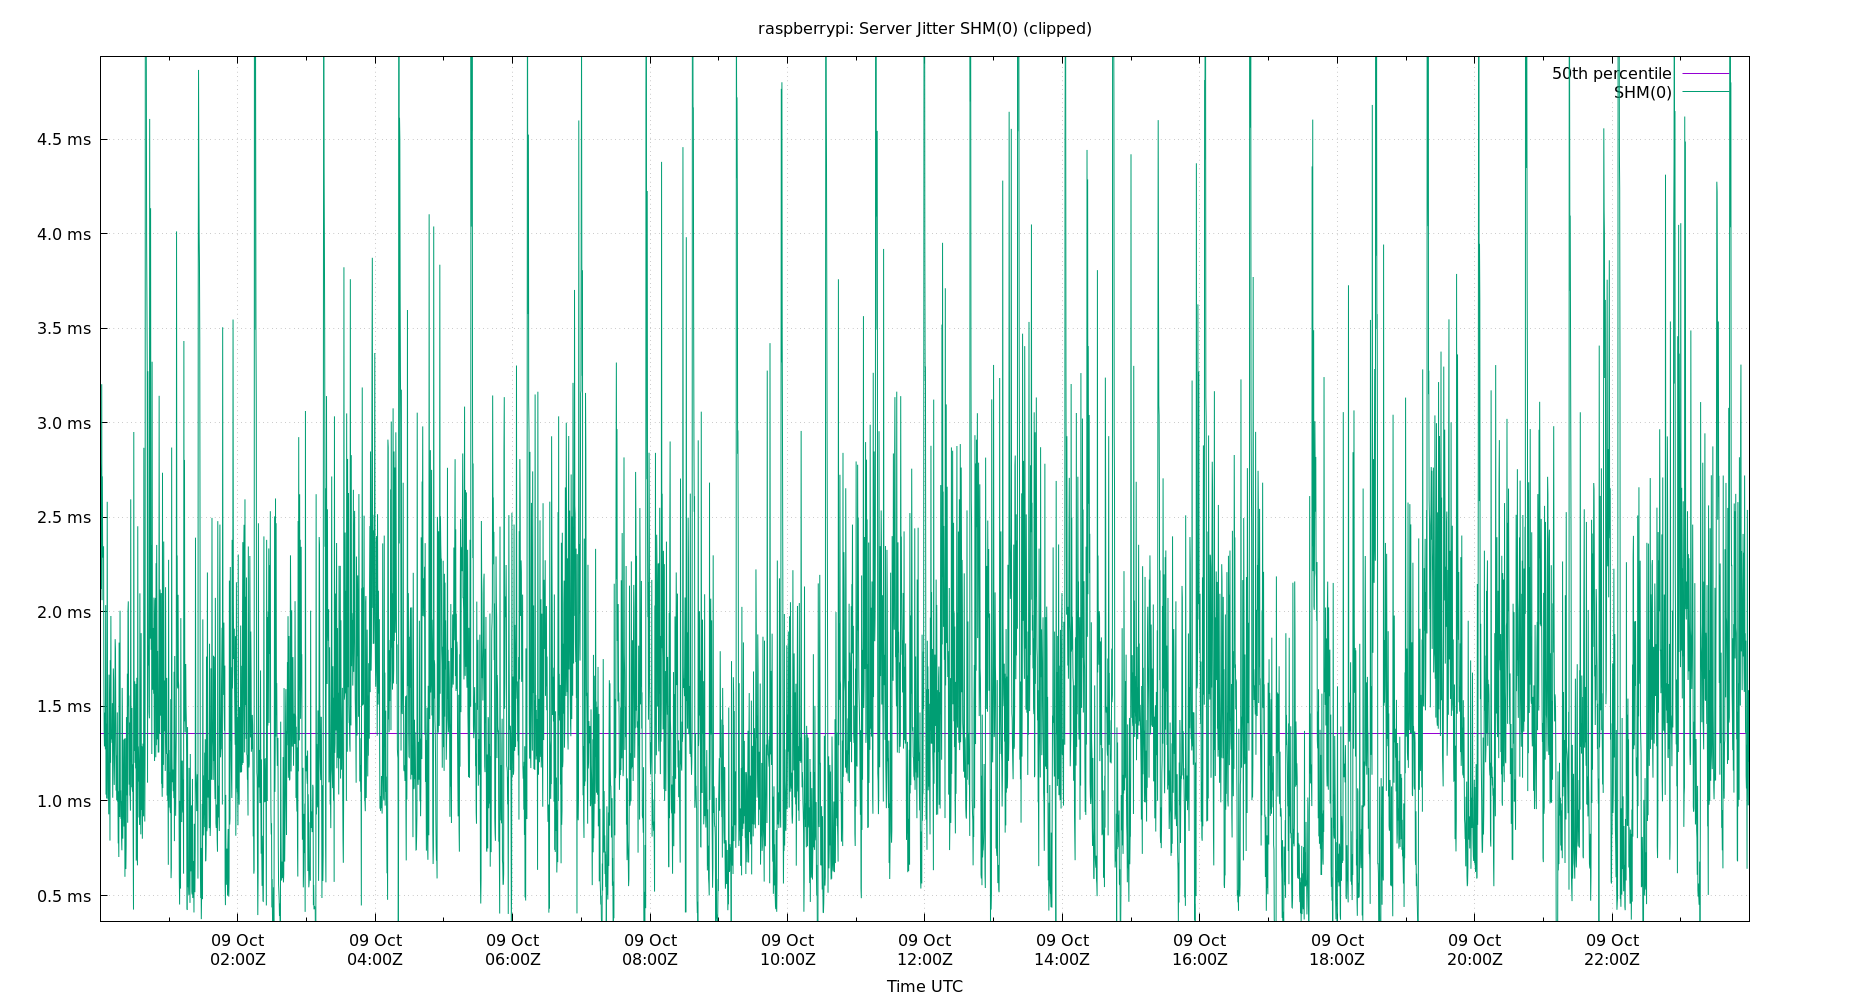 raspberrypi: Server Jitter SHM(0) (clipped)
50th percentile
SHM(0)
4.5 ms
4.0 ms
3.5 ms
3.0 ms
2.5 ms
2.0 ms
1.5 ms
1.0 ms
0.5 ms
09 Oct 09 Oct 09 Oct 09 Oct 09 Oct 09 Oct 09 Oct 09 Oct 09 Oct 09 Oct 09 Oct
02:00Z 04:00Z 06:00Z 08:00Z 10:00Z 12:00Z 14:00Z 16:00Z 18:00Z 20:00Z 22:00Z
Time UTC